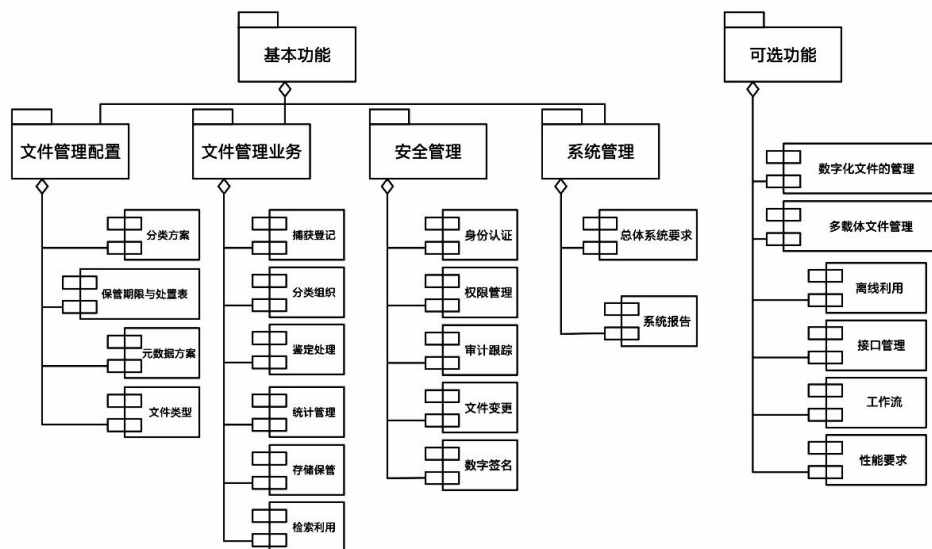 基本功能
可选功能
文件管理配置
文件管理业务
安全管理
系统管理
分类方案
保管期限与处置表
元数据方案
文件类型
捕获登记
分类组织
鉴定处理
统计管理
存储保管
检索利用
身份认证
权限管理
审计跟踪
文件变更
数字签名
总体系统要求
系统报告
数字化文件的管理
多载体文件管理
离线利用
接口管理
工作流
性能要求